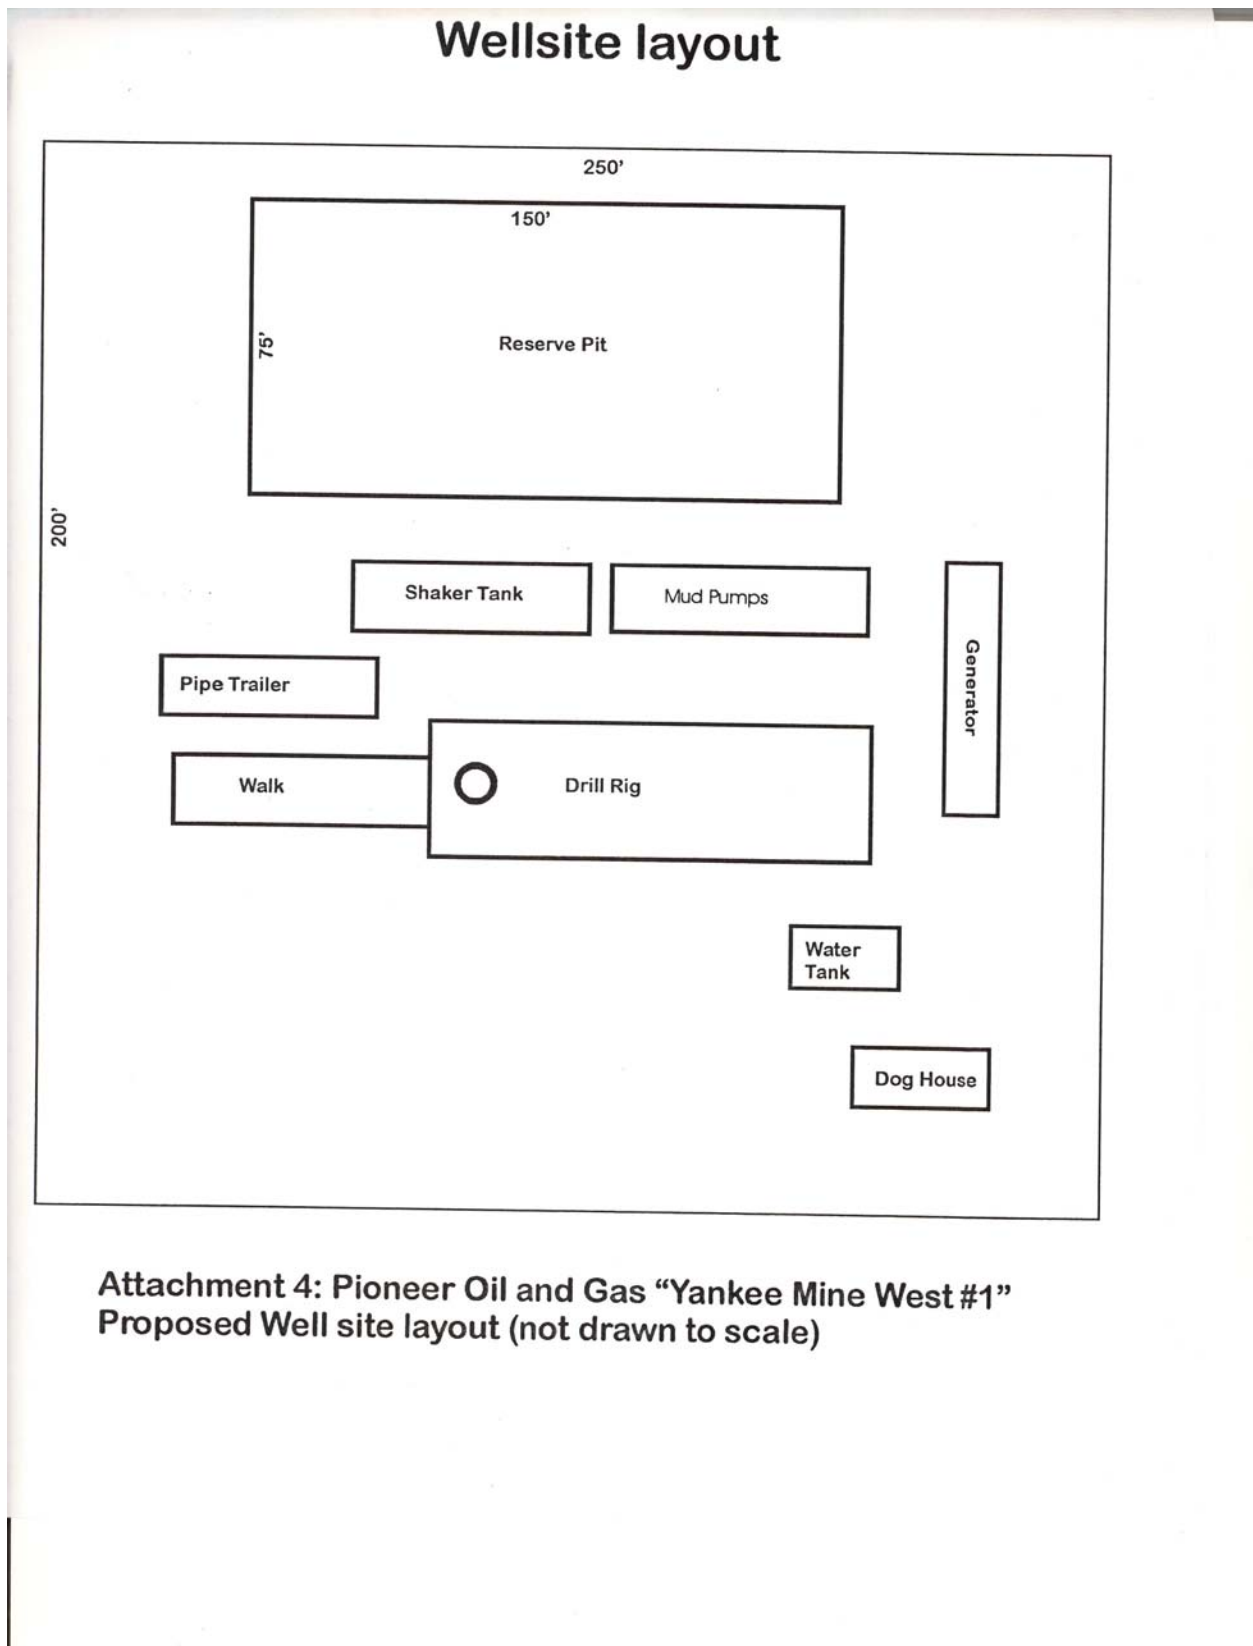 Wellsite layout
250’
150’
75’
Reserve Pit
200’
Shaker Tank
Mud Pumps
Generator
Pipe Trailer
Walk
Drill Rig
Water
Tank
Dog House
Attachment 4: Pioneer Oil and Gas “Yankee Mine West #1”
Proposed Well site layout (not drawn to scale)